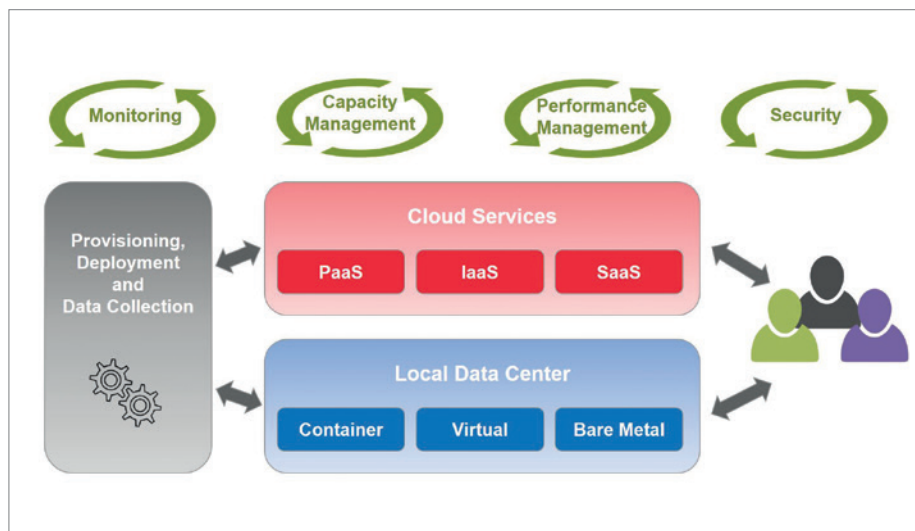 Monitoring
Capacity
Management
Performance
Management
Security
Provisioning,
Deployment
and
Data Collection
Cloud Services
PaaS
IaaS
SaaS
Local Data Center
Container
Virtual
Bare Metal